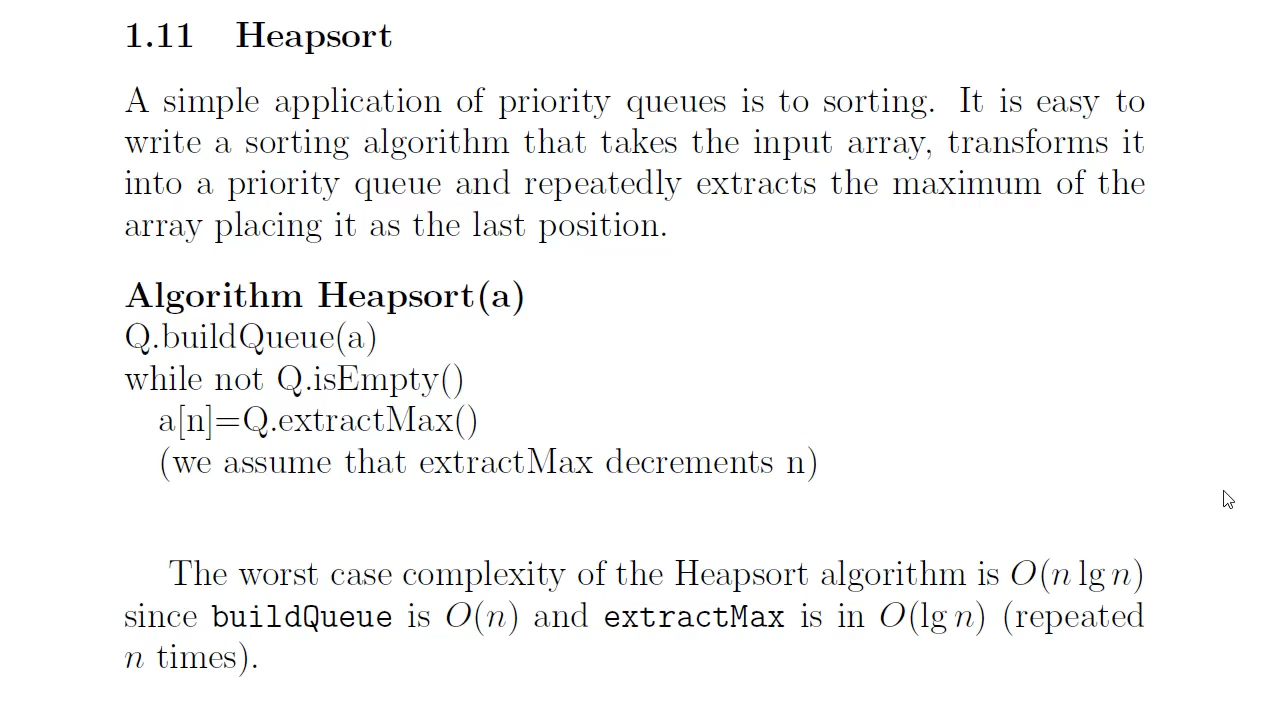 1.11 Heapsort
A simple application of priority queues is to sorting. It is easy to
write a sorting algorithm that takes the input array, transforms it
into a priority queue and repeatedly extracts the maximum of the
array placing it as the last position.
Algorithm Heapsort(a)
Q.buildQueue(a)
while not Q.isEmpty()
a[n]=Q.extractMax()
(we assume that extractMax decrements n)
The worst case complexity of the Heapsort algorithm is O(n lg n)
since buildQueue is O(n) and extractMax is in O(lg n) (repeated
n times).